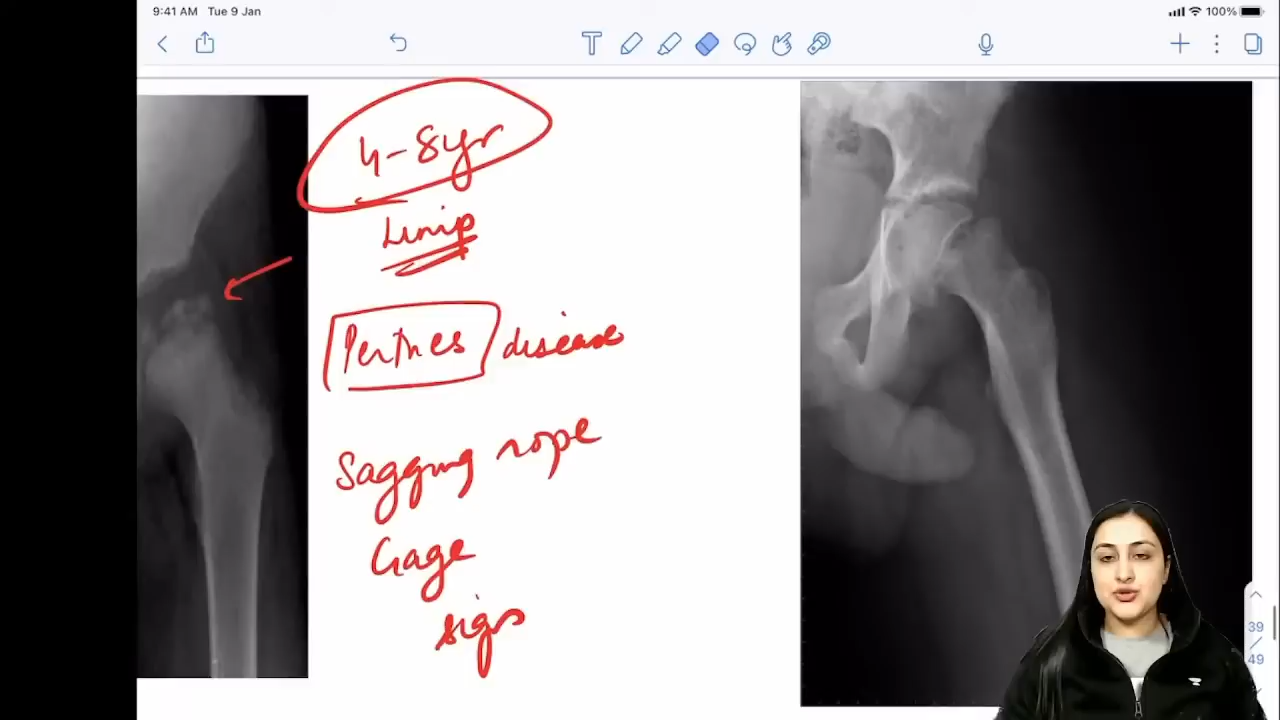 9:41 AM Tue 9 Jan
100%
4-8yr
Limp
Perthes disease
Sagging rope
Gage
sign
39
49